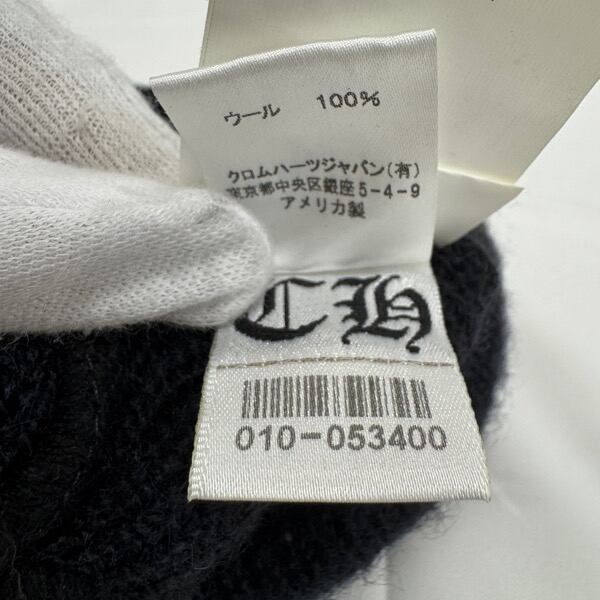 ウール 100%
クロムハーツジャパン(有)
東京都中央区銀座5-4-9
アメリカ製
CH
010-053400